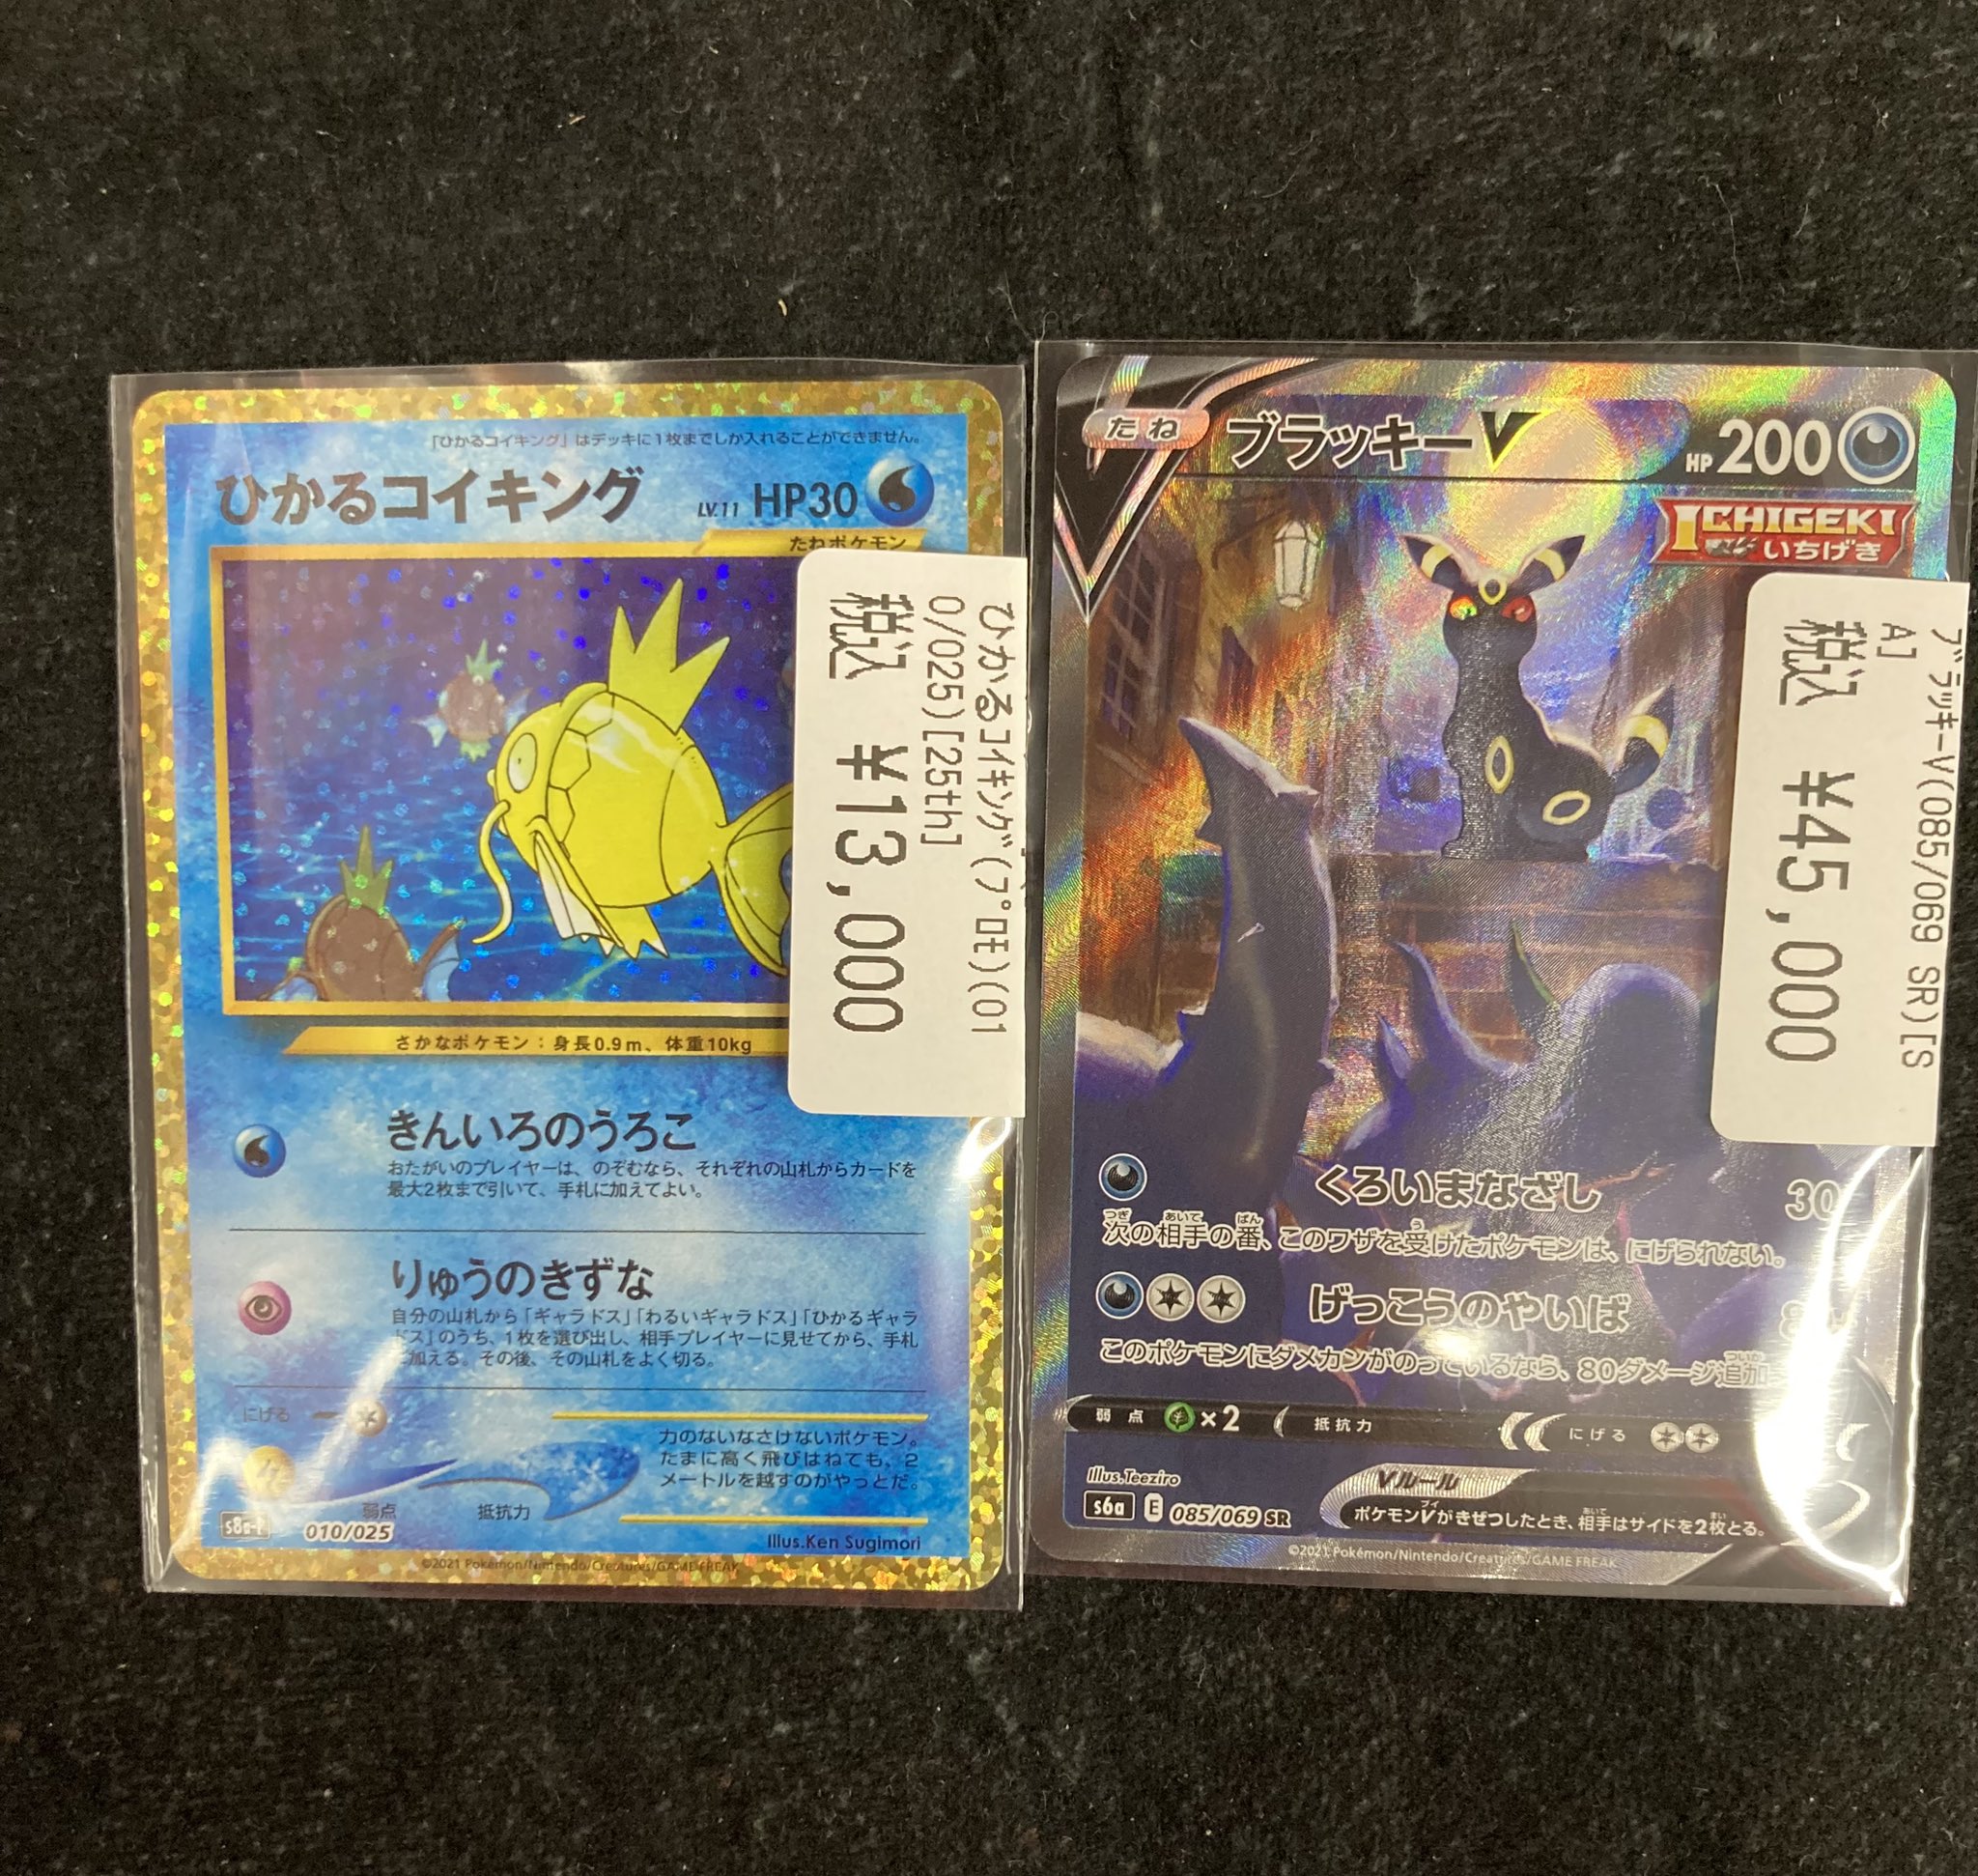 「ひかるコイキング」はデッキに1枚までしか入れることができません。
ひかるコイキング LV.11 HP30
たねポケモン
ひかるコイキング(プロモ)(01
0/025)[25th]
税込 ¥13,000
さかなポケモン：身長0.9m、体重10kg
きんいろのうろこ
おたがいのプレイヤーは、のぞむなら、それぞれの山札からカードを
最大2枚まで引いて、手札に加えてよい。
りゅうのきずな
自分の山札から「ギャラドス」「わるいギャラドス」「ひかるギャラ
ドス」のうち、1枚を選び出し、相手プレイヤーに見せてから、手札
に加える。その後、その山札をよく切る。
にげる
力のないなさけないポケモン。
たまに高く飛びはねても、2
メートルを越すのがやっとだ。
弱点 抵抗力
s8a-P 010/025
Illus.Ken Sugimori
©2021 Pokémon/Nintendo/Creatures/GAME FREAK
たね ブラッキーV HP200
ICHIGEKI
いちげき
ブラッキーV(085/069 SR)[S
A]
税込 ¥45,000
くろいまなざし 30
次の相手の番、このワザを受けたポケモンは、にげられない。
げっこうのやいば
このポケモンにダメカンがのっているなら、80ダメージ追加
弱点 ×2 抵抗力 にげる
Illus.Teeziro
s6a E 085/069 SR
Vルール
ポケモンVがきぜつしたとき、相手はサイドを2枚とる。
©2021 Pokémon/Nintendo/Creatures/GAME FREAK